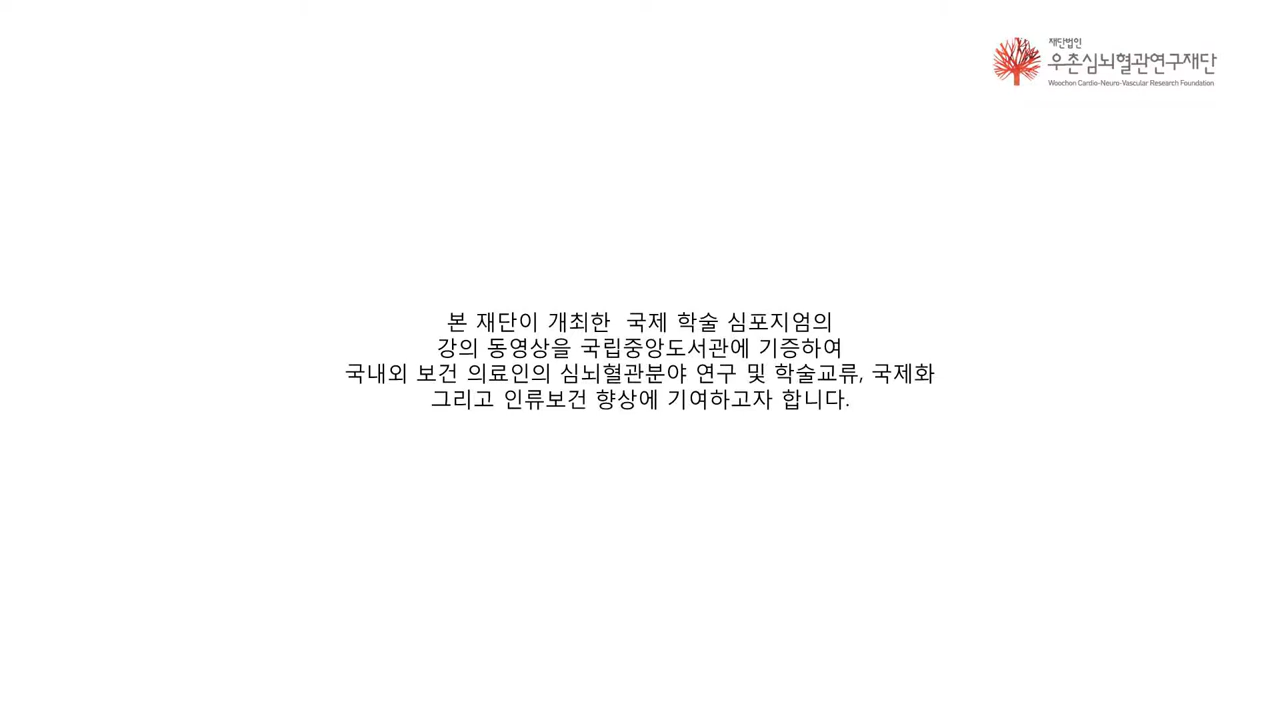 재단법인
우촌심뇌혈관연구재단
Woochon Cardio-Neuro-Vascular Research Foundation
본 재단이 개최한 국제 학술 심포지엄의
강의 동영상을 국립중앙도서관에 기증하여
국내외 보건 의료인의 심뇌혈관분야 연구 및 학술교류, 국제화
그리고 인류보건 향상에 기여하고자 합니다.